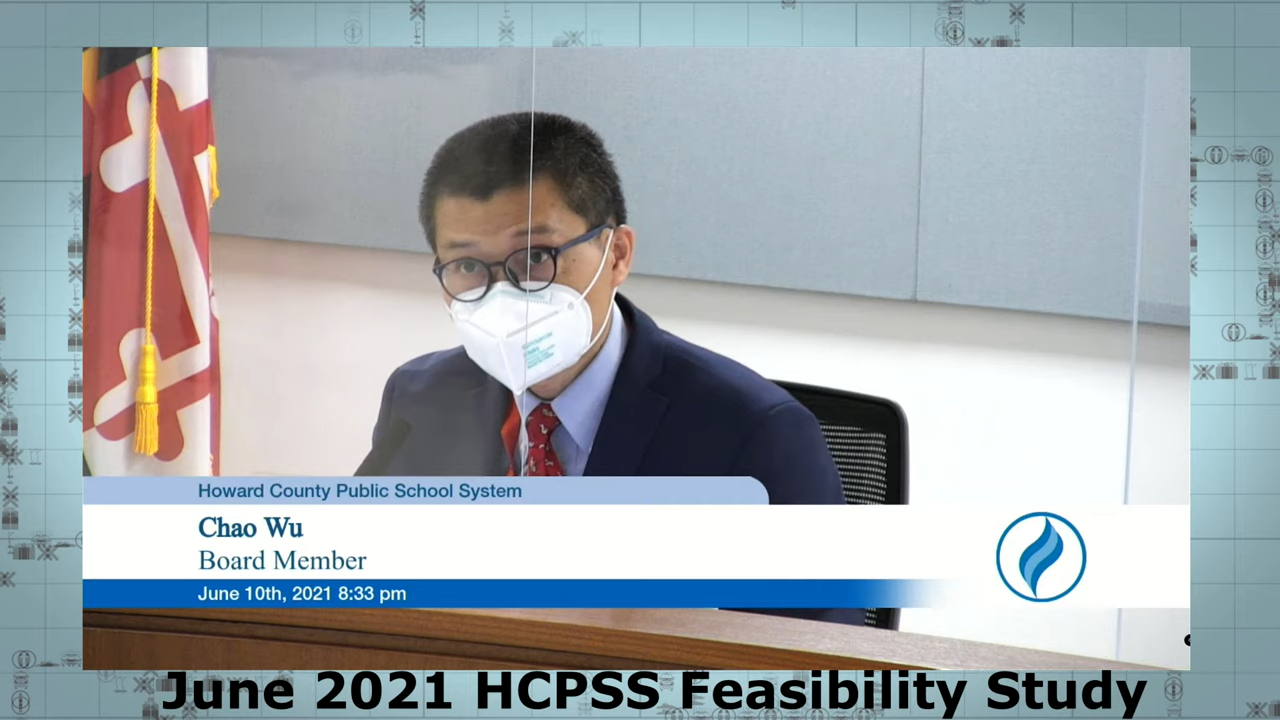 Howard County Public School System
Chao Wu
Board Member
June 10th, 2021 8:33 pm
June 2021 HCPSS Feasibility Study